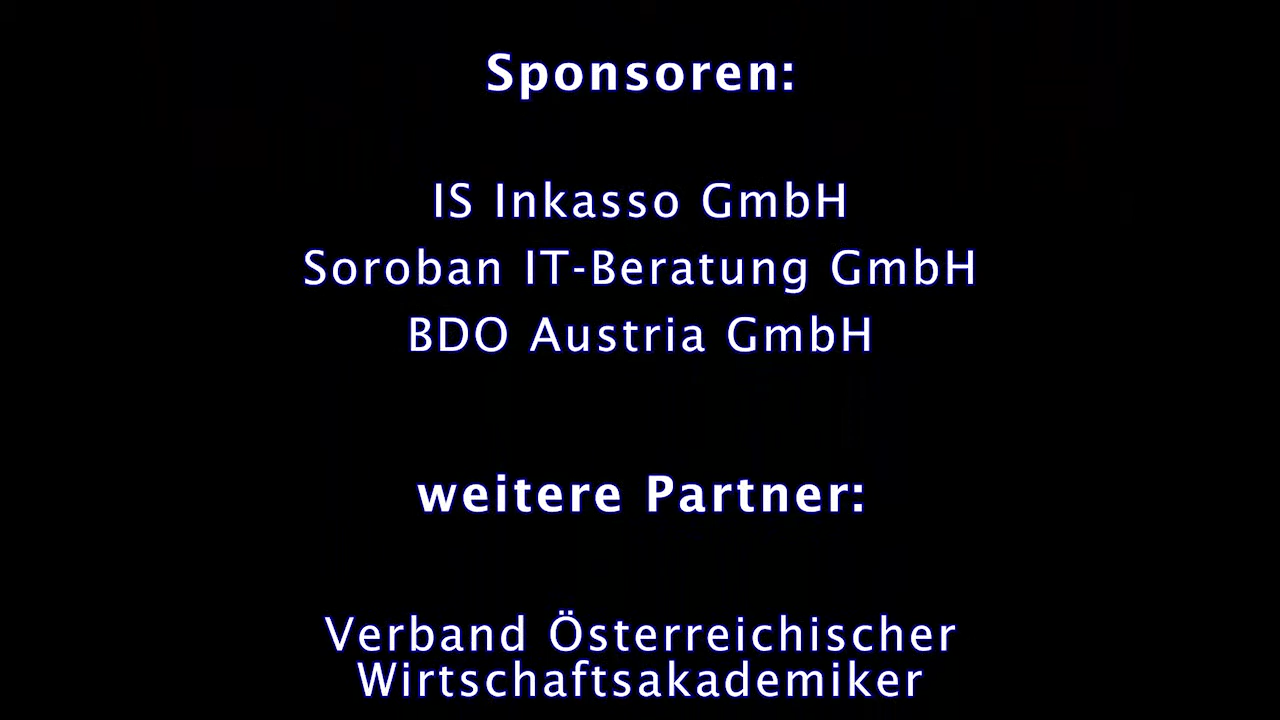 Sponsoren:
IS Inkasso GmbH
Soroban IT-Beratung GmbH
BDO Austria GmbH
weitere Partner:
Verband Österreichischer
Wirtschaftsakademiker